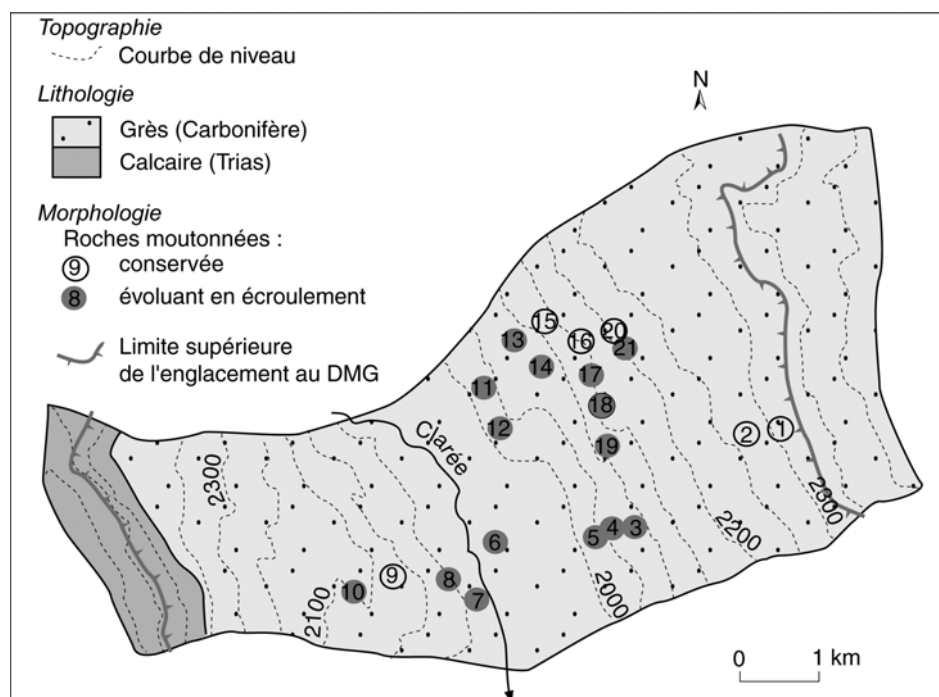 Topographie
Courbe de niveau
Lithologie
Grès (Carbonifère)
Calcaire (Trias)
Morphologie
Roches moutonnées :
9 conservée
8 évoluant en écroulement
Limite supérieure
de l'englacement au DMG
N
15
20
16
13
21
14
17
11
18
12
Clarée
19
2
1
2300
2300
3
4
5
6
2200
9
8
10
7
2000
2100
0 1 km